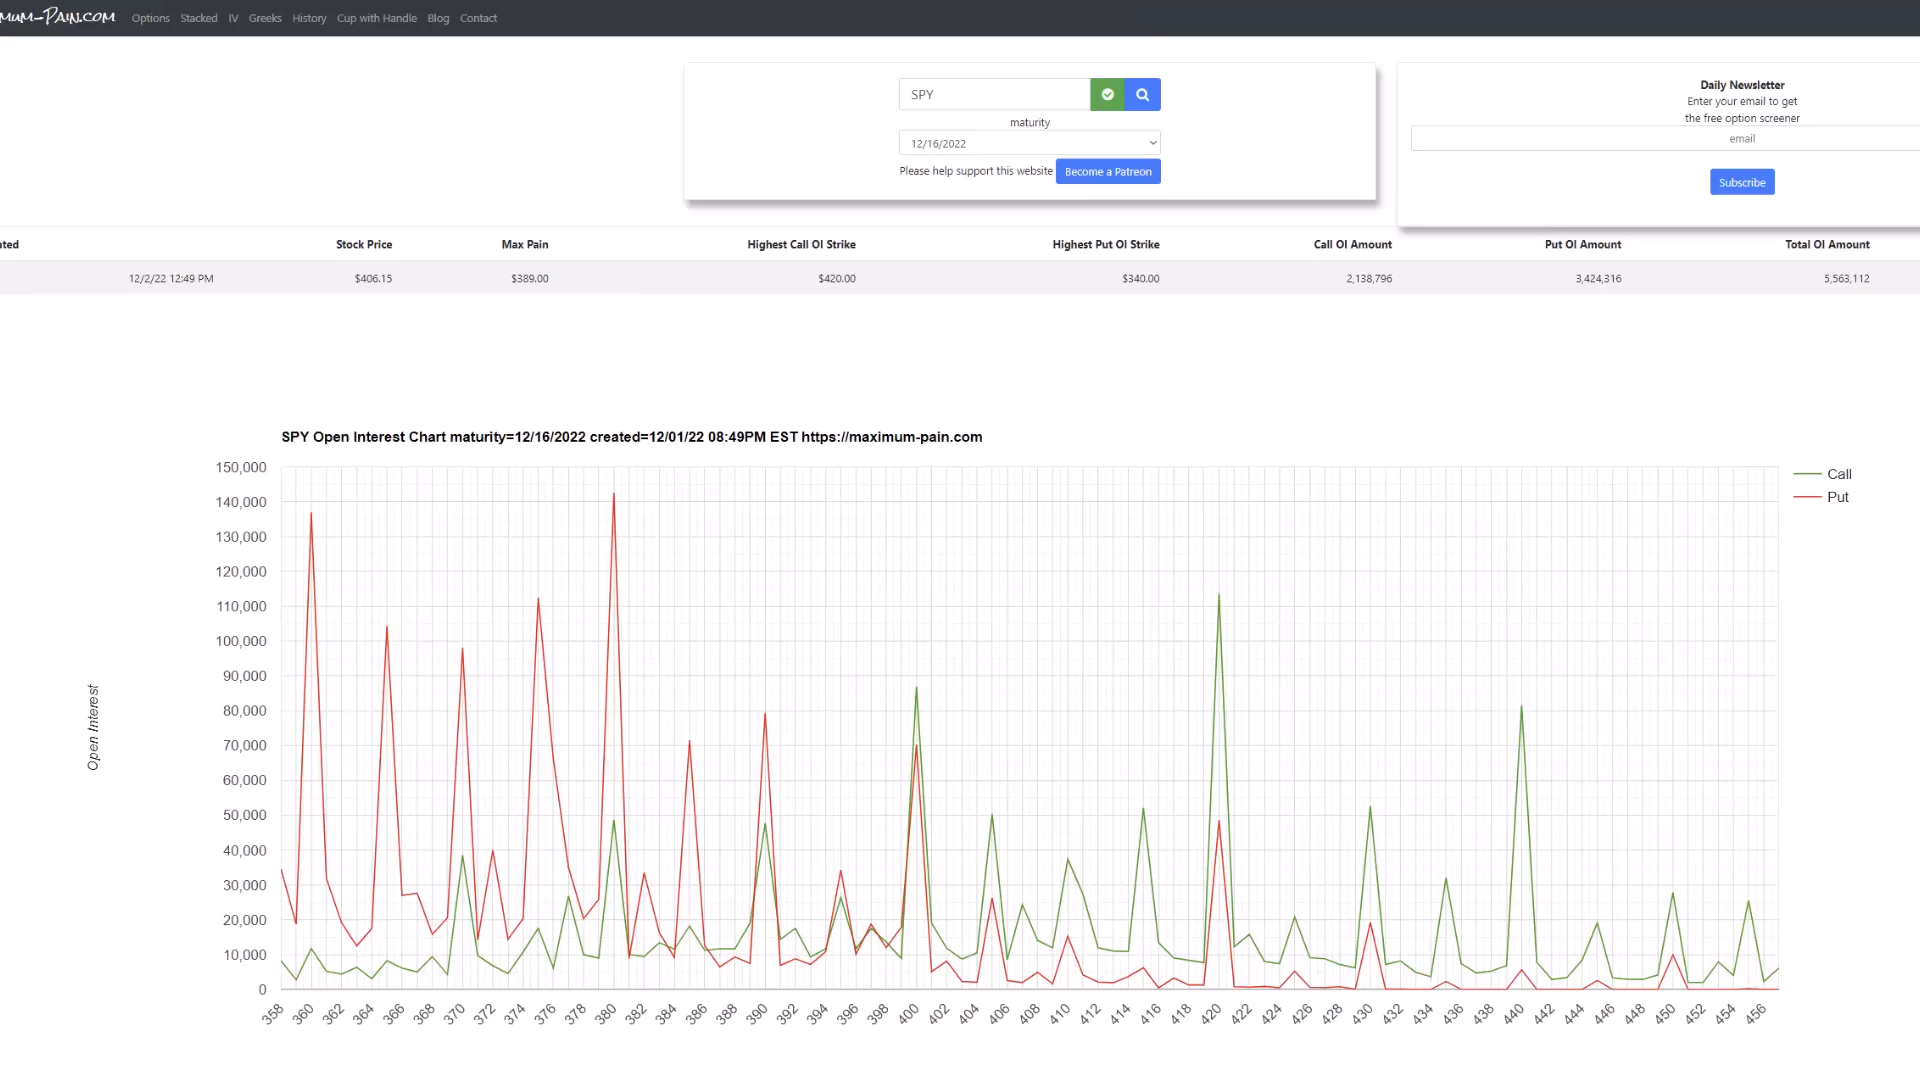 mum-Pain.com Options Stacked IV Greeks History Cup with Handle Blog Contact
SPY
maturity
12/16/2022
Please help support this website Become a Patreon
Daily Newsletter
Enter your email to get
the free option screener
email
Subscribe
ated Stock Price Max Pain Highest Call OI Strike Highest Put OI Strike Call OI Amount Put OI Amount Total OI Amount
12/2/22 12:49 PM $406.15 $389.00 $420.00 $340.00 2,138,796 3,424,316 5,563,112
SPY Open Interest Chart maturity=12/16/2022 created=12/01/22 08:49PM EST https://maximum-pain.com
150,000
140,000
130,000
120,000
110,000
100,000
90,000
80,000
70,000
60,000
50,000
40,000
30,000
20,000
10,000
0
Open Interest
Call
Put
358 360 362 364 366 368 370 372 374 376 378 380 382 384 386 388 390 392 394 396 398 400 402 404 406 408 410 412 414 416 418 420 422 424 426 428 430 432 434 436 438 440 442 444 446 448 450 452 454 456